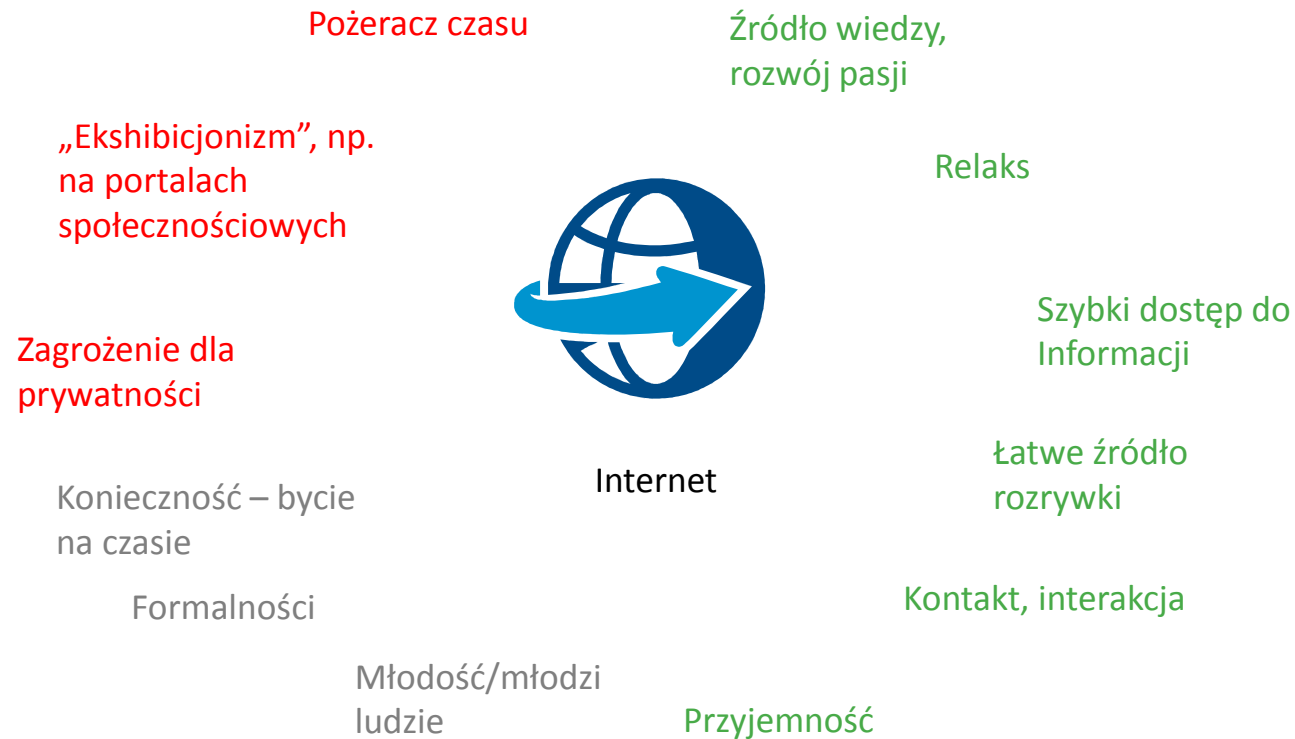 Pożeracz czasu
Źródło wiedzy,
rozwój pasji
„Ekshibicjonizm”, np.
na portalach
społecznościowych
Relaks
Szybki dostęp do
Informacji
Zagrożenie dla
prywatności
Łatwe źródło
rozrywki
Internet
Konieczność – bycie
na czasie
Formalności
Kontakt, interakcja
Młodość/młodzi
ludzie
Przyjemność